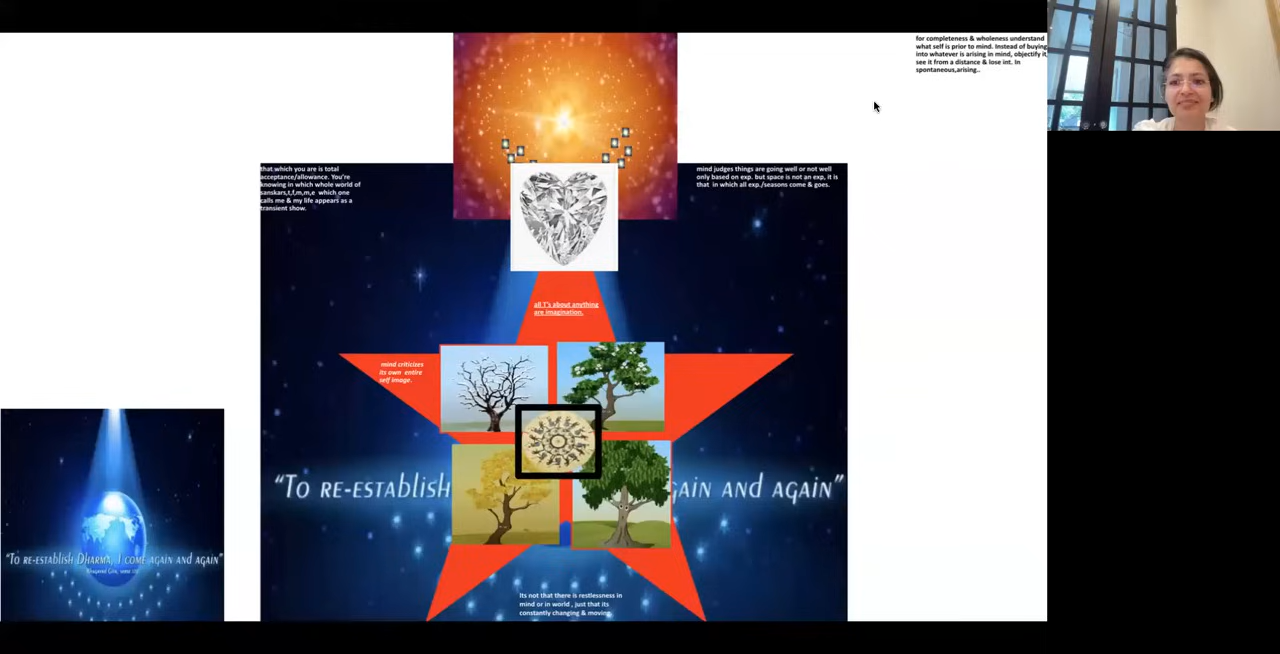 for completeness & wholeness understand
what self is prior to mind. Instead of buying
into whatever is arising in mind, objectify it,
see it from a distance & lose int. In
spontaneous,arising..
that which you are is total
acceptance/allowance. You're
knowing in which whole world of
sanskars,t,f,m,m,e which one
calls me & my life appears as a
transient show.
mind judges things are going well or not well
only based on exp. but space is not an exp, it is
that in which all exp./seasons come & goes.
all T's about anything
are imagination.
mind criticizes
its own entire
self image.
"To re-establish
gain and again"
"To re-establish Dharma, I come again and again"
Its not that there is restlessness in
mind or in world , just that its
constantly changing & moving.